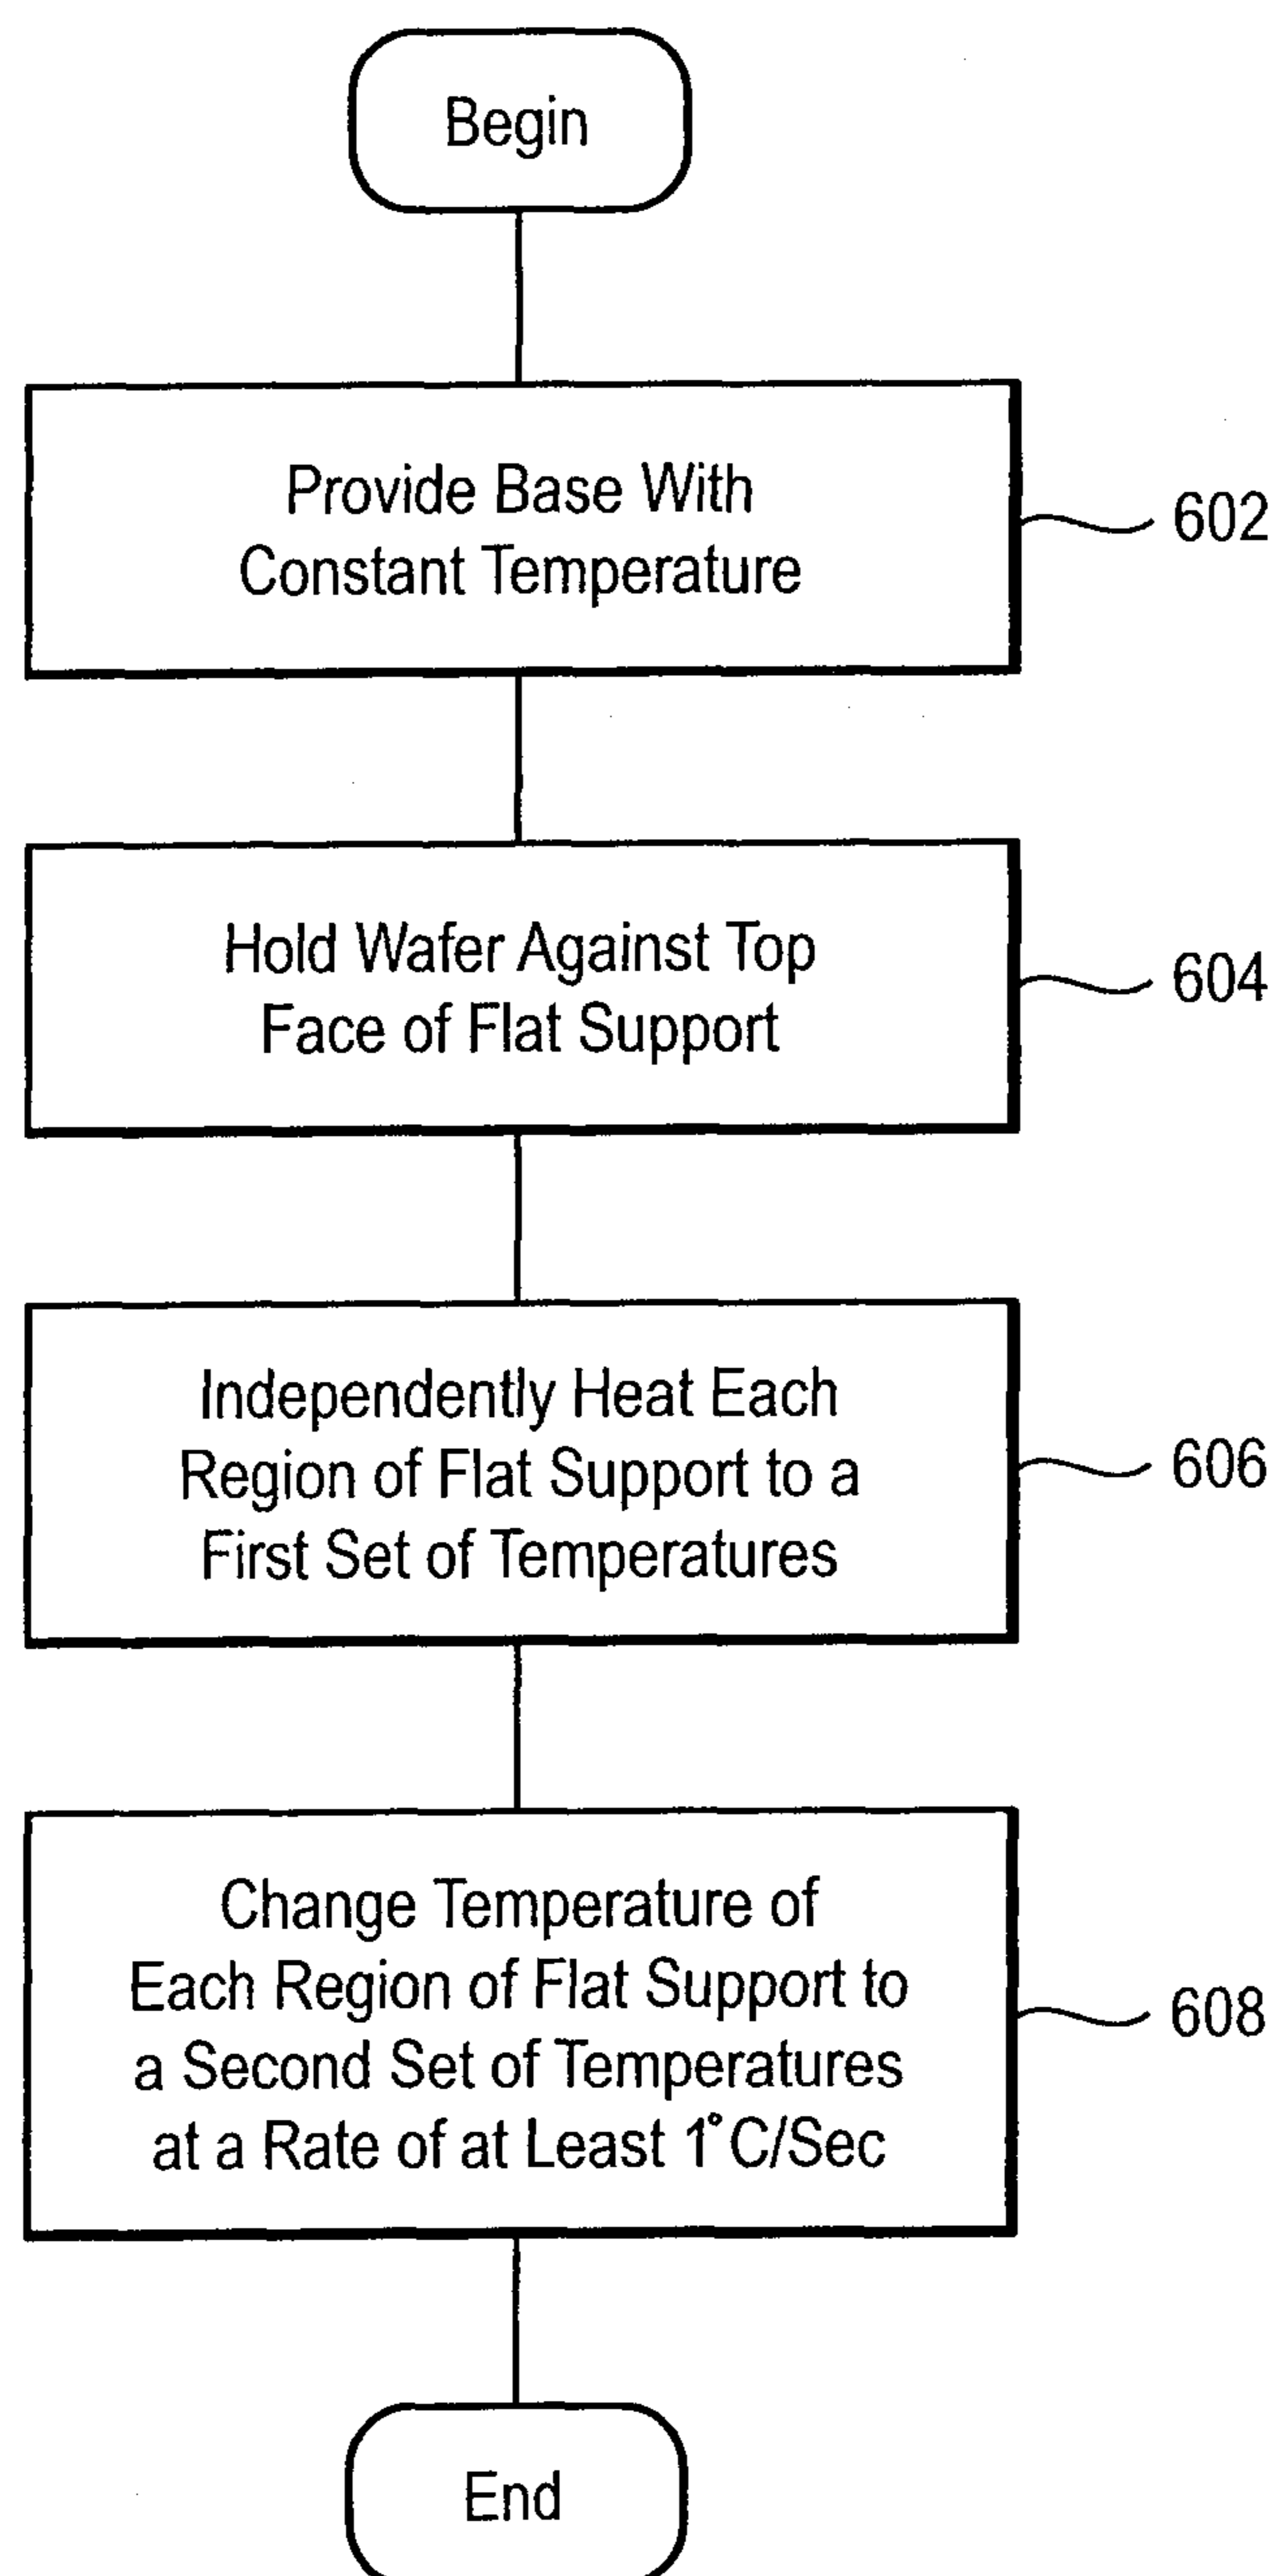 Begin
Provide Base With
Constant Temperature
602
Hold Wafer Against Top
Face of Flat Support
604
Independently Heat Each
Region of Flat Support to a
First Set of Temperatures
606
Change Temperature of
Each Region of Flat Support to
a Second Set of Temperatures
at a Rate of at Least 1°C/Sec
608
End